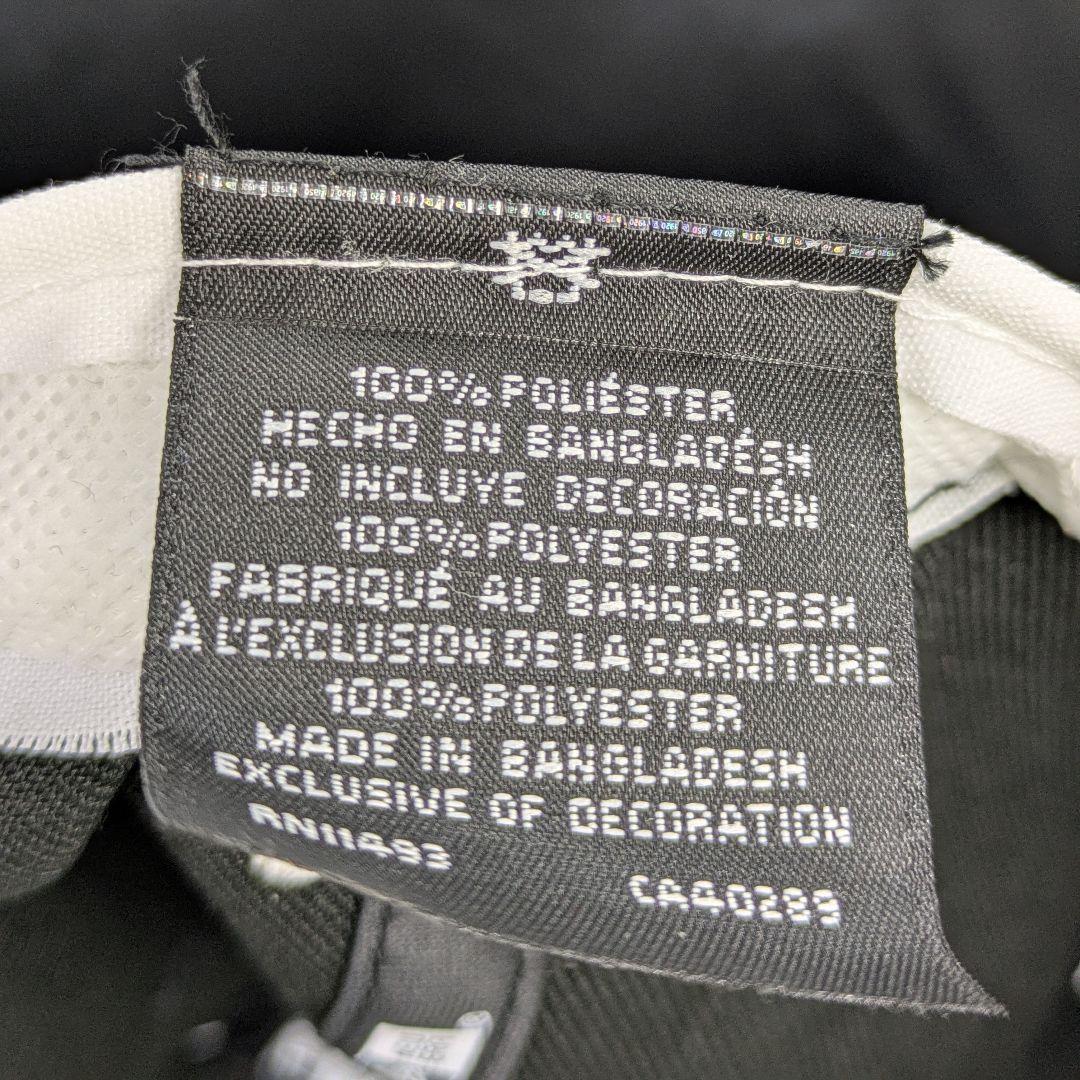 100% POLIÉSTER
HECHO EN BANGLADÉSH
NO INCLUYE DECORACIÓN
100% POLYESTER
FABRIQUÉ AU BANGLADESH
À L'EXCLUSION DE LA GARNITURE
100% POLYESTER
MADE IN BANGLADESH
EXCLUSIVE OF DECORATION
RN11493
CA40289